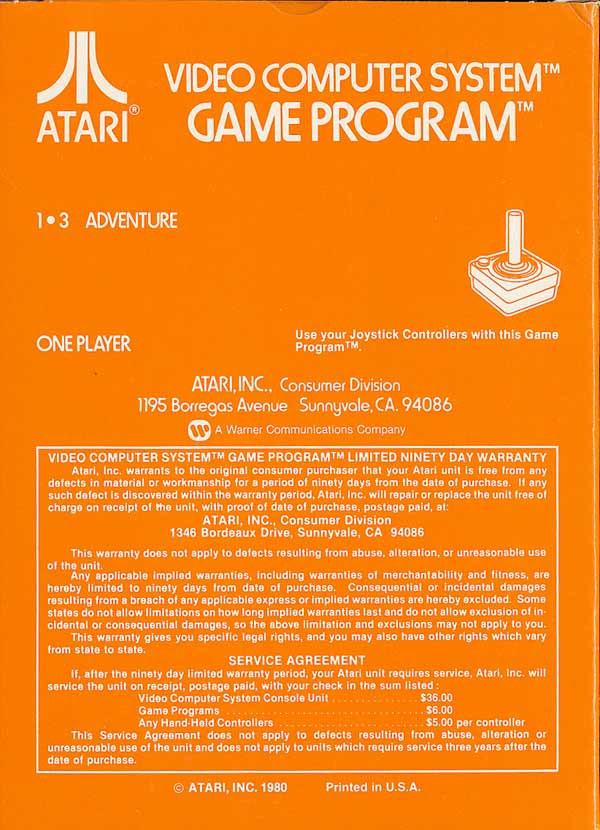 VIDEO COMPUTER SYSTEM™
GAME PROGRAM™
ATARI®
1•3 ADVENTURE
ONE PLAYER
Use your Joystick Controllers with this Game
Program™.
ATARI, INC., Consumer Division
1195 Borregas Avenue Sunnyvale, CA. 94086
A Warner Communications Company
VIDEO COMPUTER SYSTEM™ GAME PROGRAM™ LIMITED NINETY DAY WARRANTY
Atari, Inc. warrants to the original consumer purchaser that your Atari unit is free from any
defects in material or workmanship for a period of ninety days from the date of purchase. If any
such defect is discovered within the warranty period, Atari, Inc. will repair or replace the unit free of
charge on receipt of the unit, with proof of date of purchase, postage paid, at:
ATARI, INC., Consumer Division
1346 Bordeaux Drive, Sunnyvale, CA 94086
This warranty does not apply to defects resulting from abuse, alteration, or unreasonable use
of the unit.
Any applicable implied warranties, including warranties of merchantability and fitness, are
hereby limited to ninety days from date of purchase. Consequential or incidental damages
resulting from a breach of any applicable express or implied warranties are hereby excluded. Some
states do not allow limitations on how long implied warranties last and do not allow exclusion of in-
cidental or consequential damages, so the above limitation and exclusions may not apply to you.
This warranty gives you specific legal rights, and you may also have other rights which vary
from state to state.
SERVICE AGREEMENT
If, after the ninety day limited warranty period, your Atari unit requires service, Atari, Inc. will
service the unit on receipt, postage paid, with your check in the sum listed:
Video Computer System Console Unit . . . . . . . . . . . . . $36.00
Game Programs . . . . . . . . . . . . . . . . . . . . . . . . . . . $6.00
Any Hand-Held Controllers . . . . . . . . . . . . . . . . . . . . $5.00 per controller
This Service Agreement does not apply to defects resulting from abuse, alteration or
unreasonable use of the unit and does not apply to units which require service three years after the
date of purchase.
© ATARI, INC. 1980 Printed in U.S.A.